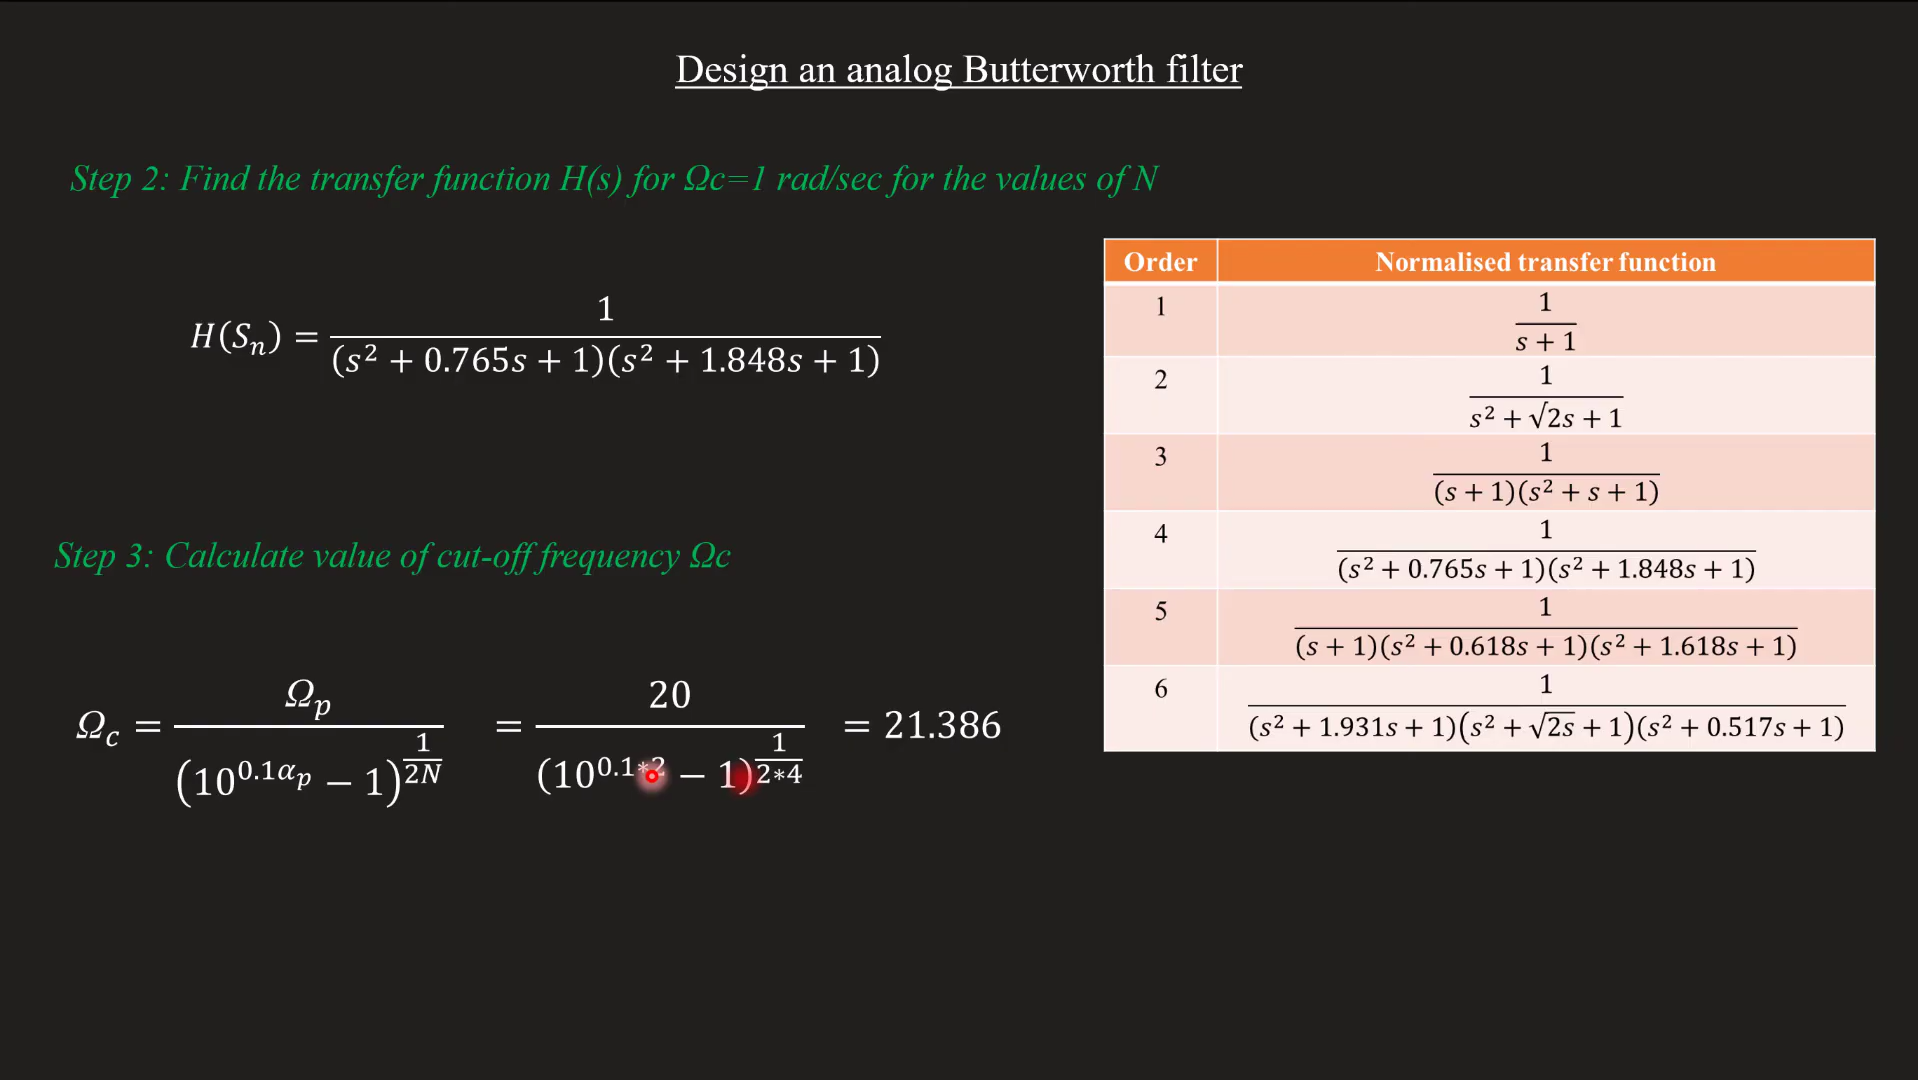 Design an analog Butterworth filter
Step 2: Find the transfer function H(s) for Ωc=1 rad/sec for the values of N
H(Sₙ) = 1 / ((s² + 0.765s + 1)(s² + 1.848s + 1))
Order Normalised transfer function
1 1 / (s + 1)
2 1 / (s² + √2s + 1)
3 1 / ((s + 1)(s² + s + 1))
4 1 / ((s² + 0.765s + 1)(s² + 1.848s + 1))
5 1 / ((s + 1)(s² + 0.618s + 1)(s² + 1.618s + 1))
6 1 / ((s² + 1.931s + 1)(s² + √2s + 1)(s² + 0.517s + 1))
Step 3: Calculate value of cut-off frequency Ωc
Ω_c = Ω_p / (10^(0.1α_p) − 1)^(1/2N) = 20 / (10^(0.1*2) − 1)^(1/(2*4)) = 21.386